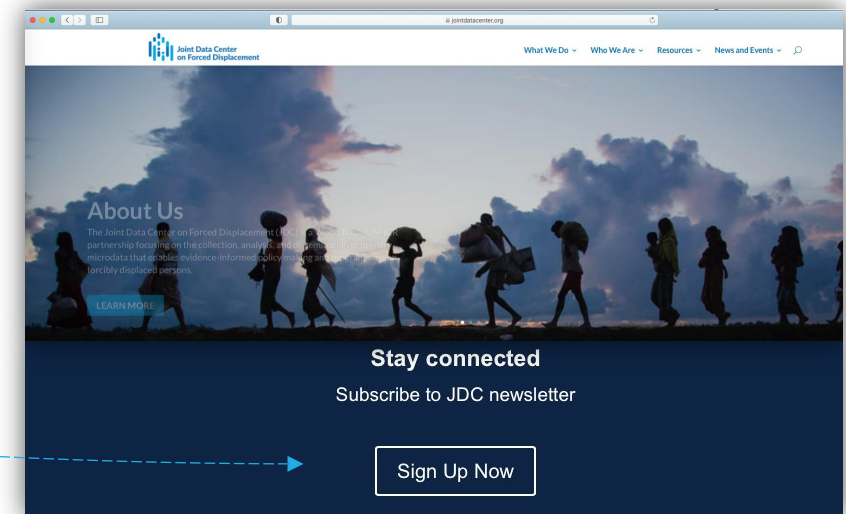 jointdatacenter.org
Joint Data Center
on Forced Displacement
What We Do
Who We Are
Resources
News and Events
About Us
The Joint Data Center on Forced Displacement (JDC) is a
partnership focusing on the collection, analysis, and
microdata that enables evidence-informed policy making
forcibly displaced persons.
LEARN MORE
Stay connected
Subscribe to JDC newsletter
Sign Up Now